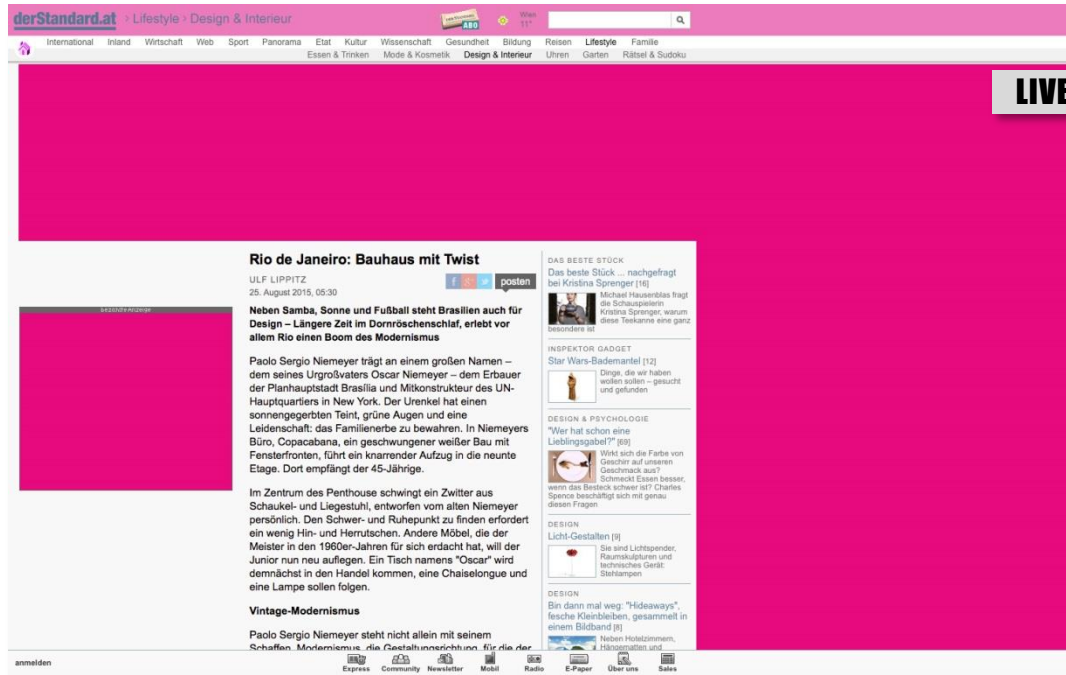 derStandard.at › Lifestyle › Design & Interieur
ABO
Wien
11°
International Inland Wirtschaft Web Sport Panorama Etat Kultur Wissenschaft Gesundheit Bildung Reisen Lifestyle Familie
Essen & Trinken Mode & Kosmetik Design & Interieur Uhren Garten Rätsel & Sudoku
LIVE
Rio de Janeiro: Bauhaus mit Twist
ULF LIPPITZ
posten
25. August 2015, 05:30
Neben Samba, Sonne und Fußball steht Brasilien auch für
Design – Längere Zeit im Dornröschenschlaf, erlebt vor
allem Rio einen Boom des Modernismus
Paolo Sergio Niemeyer trägt an einem großen Namen –
dem seines Urgroßvaters Oscar Niemeyer – dem Erbauer
der Planhauptstadt Brasília und Mitkonstrukteur des UN-
Hauptquartiers in New York. Der Urenkel hat einen
sonnengegerbten Teint, grüne Augen und eine
Leidenschaft: das Familienerbe zu bewahren. In Niemeyers
Büro, Copacabana, ein geschwungener weißer Bau mit
Fensterfronten, führt ein knarrender Aufzug in die neunte
Etage. Dort empfängt der 45-Jährige.
Im Zentrum des Penthouse schwingt ein Zwitter aus
Schaukel- und Liegestuhl, entworfen vom alten Niemeyer
persönlich. Den Schwer- und Ruhepunkt zu finden erfordert
ein wenig Hin- und Herrutschen. Andere Möbel, die der
Meister in den 1960er-Jahren für sich erdacht hat, will der
Junior nun neu auflegen. Ein Tisch namens "Oscar" wird
demnächst in den Handel kommen, eine Chaiselongue und
eine Lampe sollen folgen.
Vintage-Modernismus
Paolo Sergio Niemeyer steht nicht allein mit seinem
Schaffen. Modernismus, die Gestaltungsrichtung, für die der
bezahlte Anzeige
DAS BESTE STÜCK
Das beste Stück ... nachgefragt
bei Kristina Sprenger [16]
Michael Hausenblas fragt
die Schauspielerin
Kristina Sprenger, warum
diese Teekanne eine ganz
besondere ist
INSPEKTOR GADGET
Star Wars-Bademantel [12]
Dinge, die wir haben
wollen sollen – gesucht
und gefunden
DESIGN & PSYCHOLOGIE
"Wer hat schon eine
Lieblingsgabel?" [69]
Wirkt sich die Farbe von
Geschirr auf unseren
Geschmack aus?
Schmeckt Essen besser,
wenn das Besteck schwer ist? Charles
Spence beschäftigt sich mit genau
diesen Fragen
DESIGN
Licht-Gestalten [9]
Sie sind Lichtspender,
Raumskulpturen und
technisches Gerät:
Stehlampen
DESIGN
Bin dann mal weg: "Hideaways",
fesche Kleinbleiben, gesammelt in
einem Bildband [8]
Neben Hotelzimmern,
Hängematten und
anmelden
Express Community Newsletter Mobil Radio E-Paper Über uns Sales